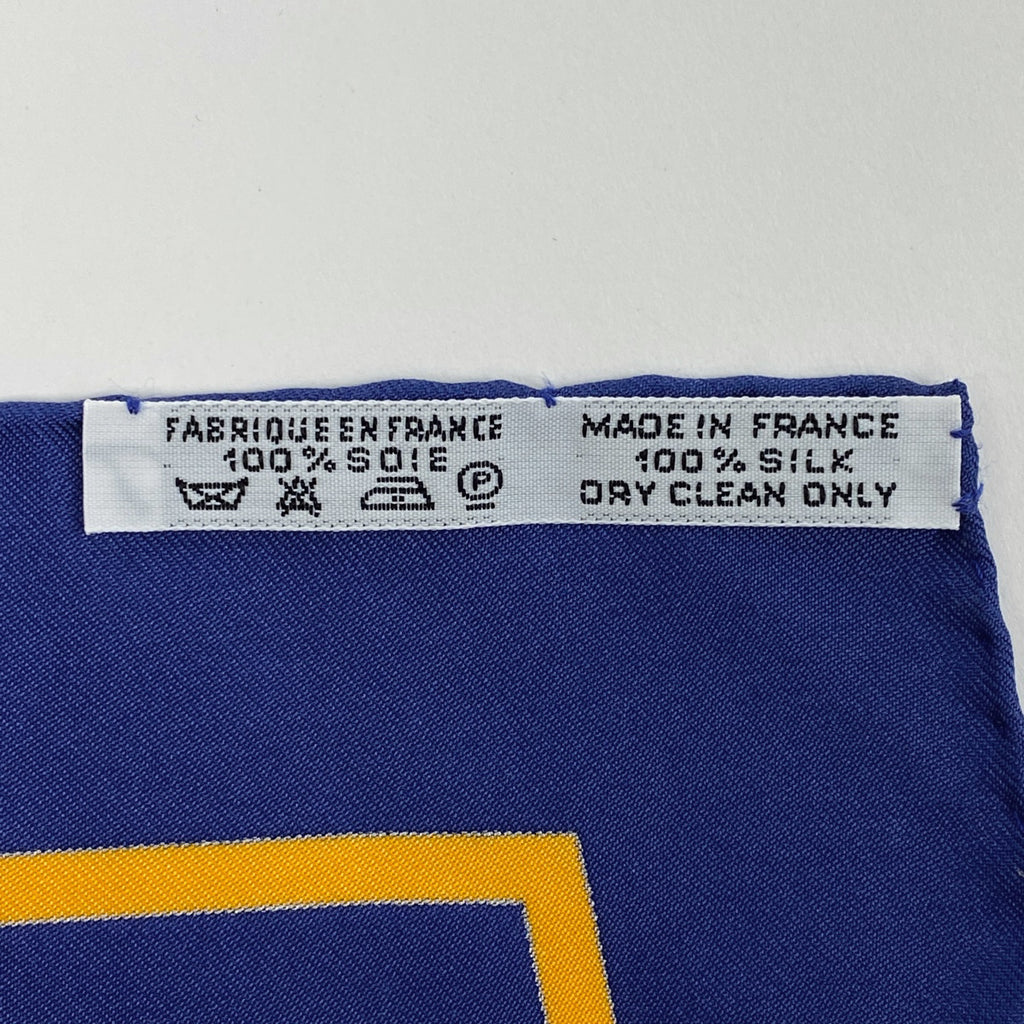 FABRIQUE EN FRANCE
100% SOIE
P
MADE IN FRANCE
100% SILK
DRY CLEAN ONLY